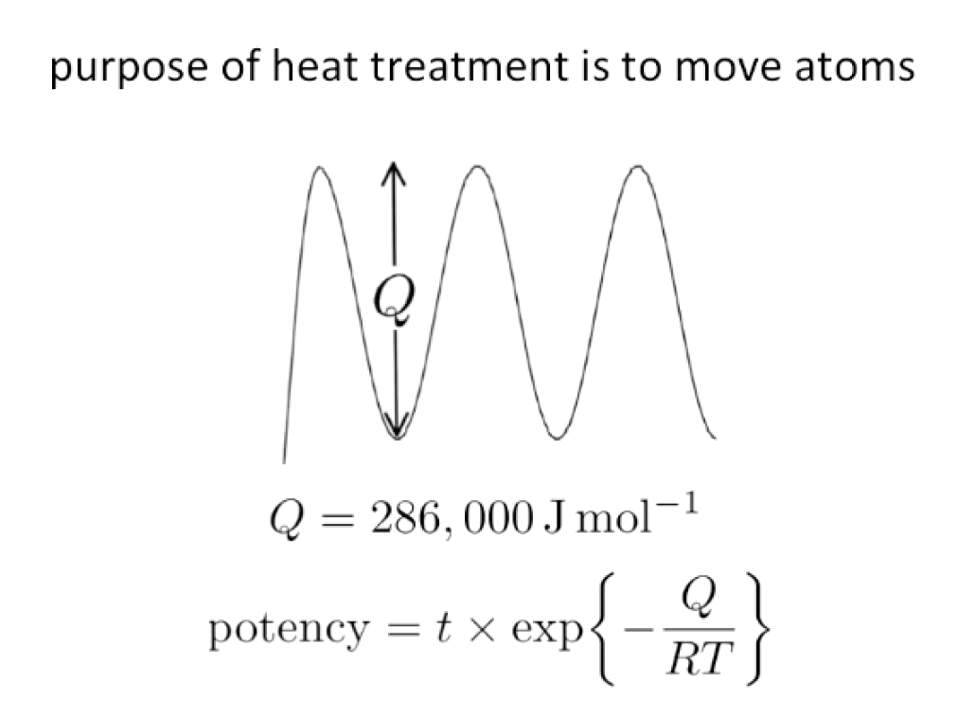 purpose of heat treatment is to move atoms
Q
Q = 286, 000 J mol⁻¹
potency = t × exp{−Q/RT}